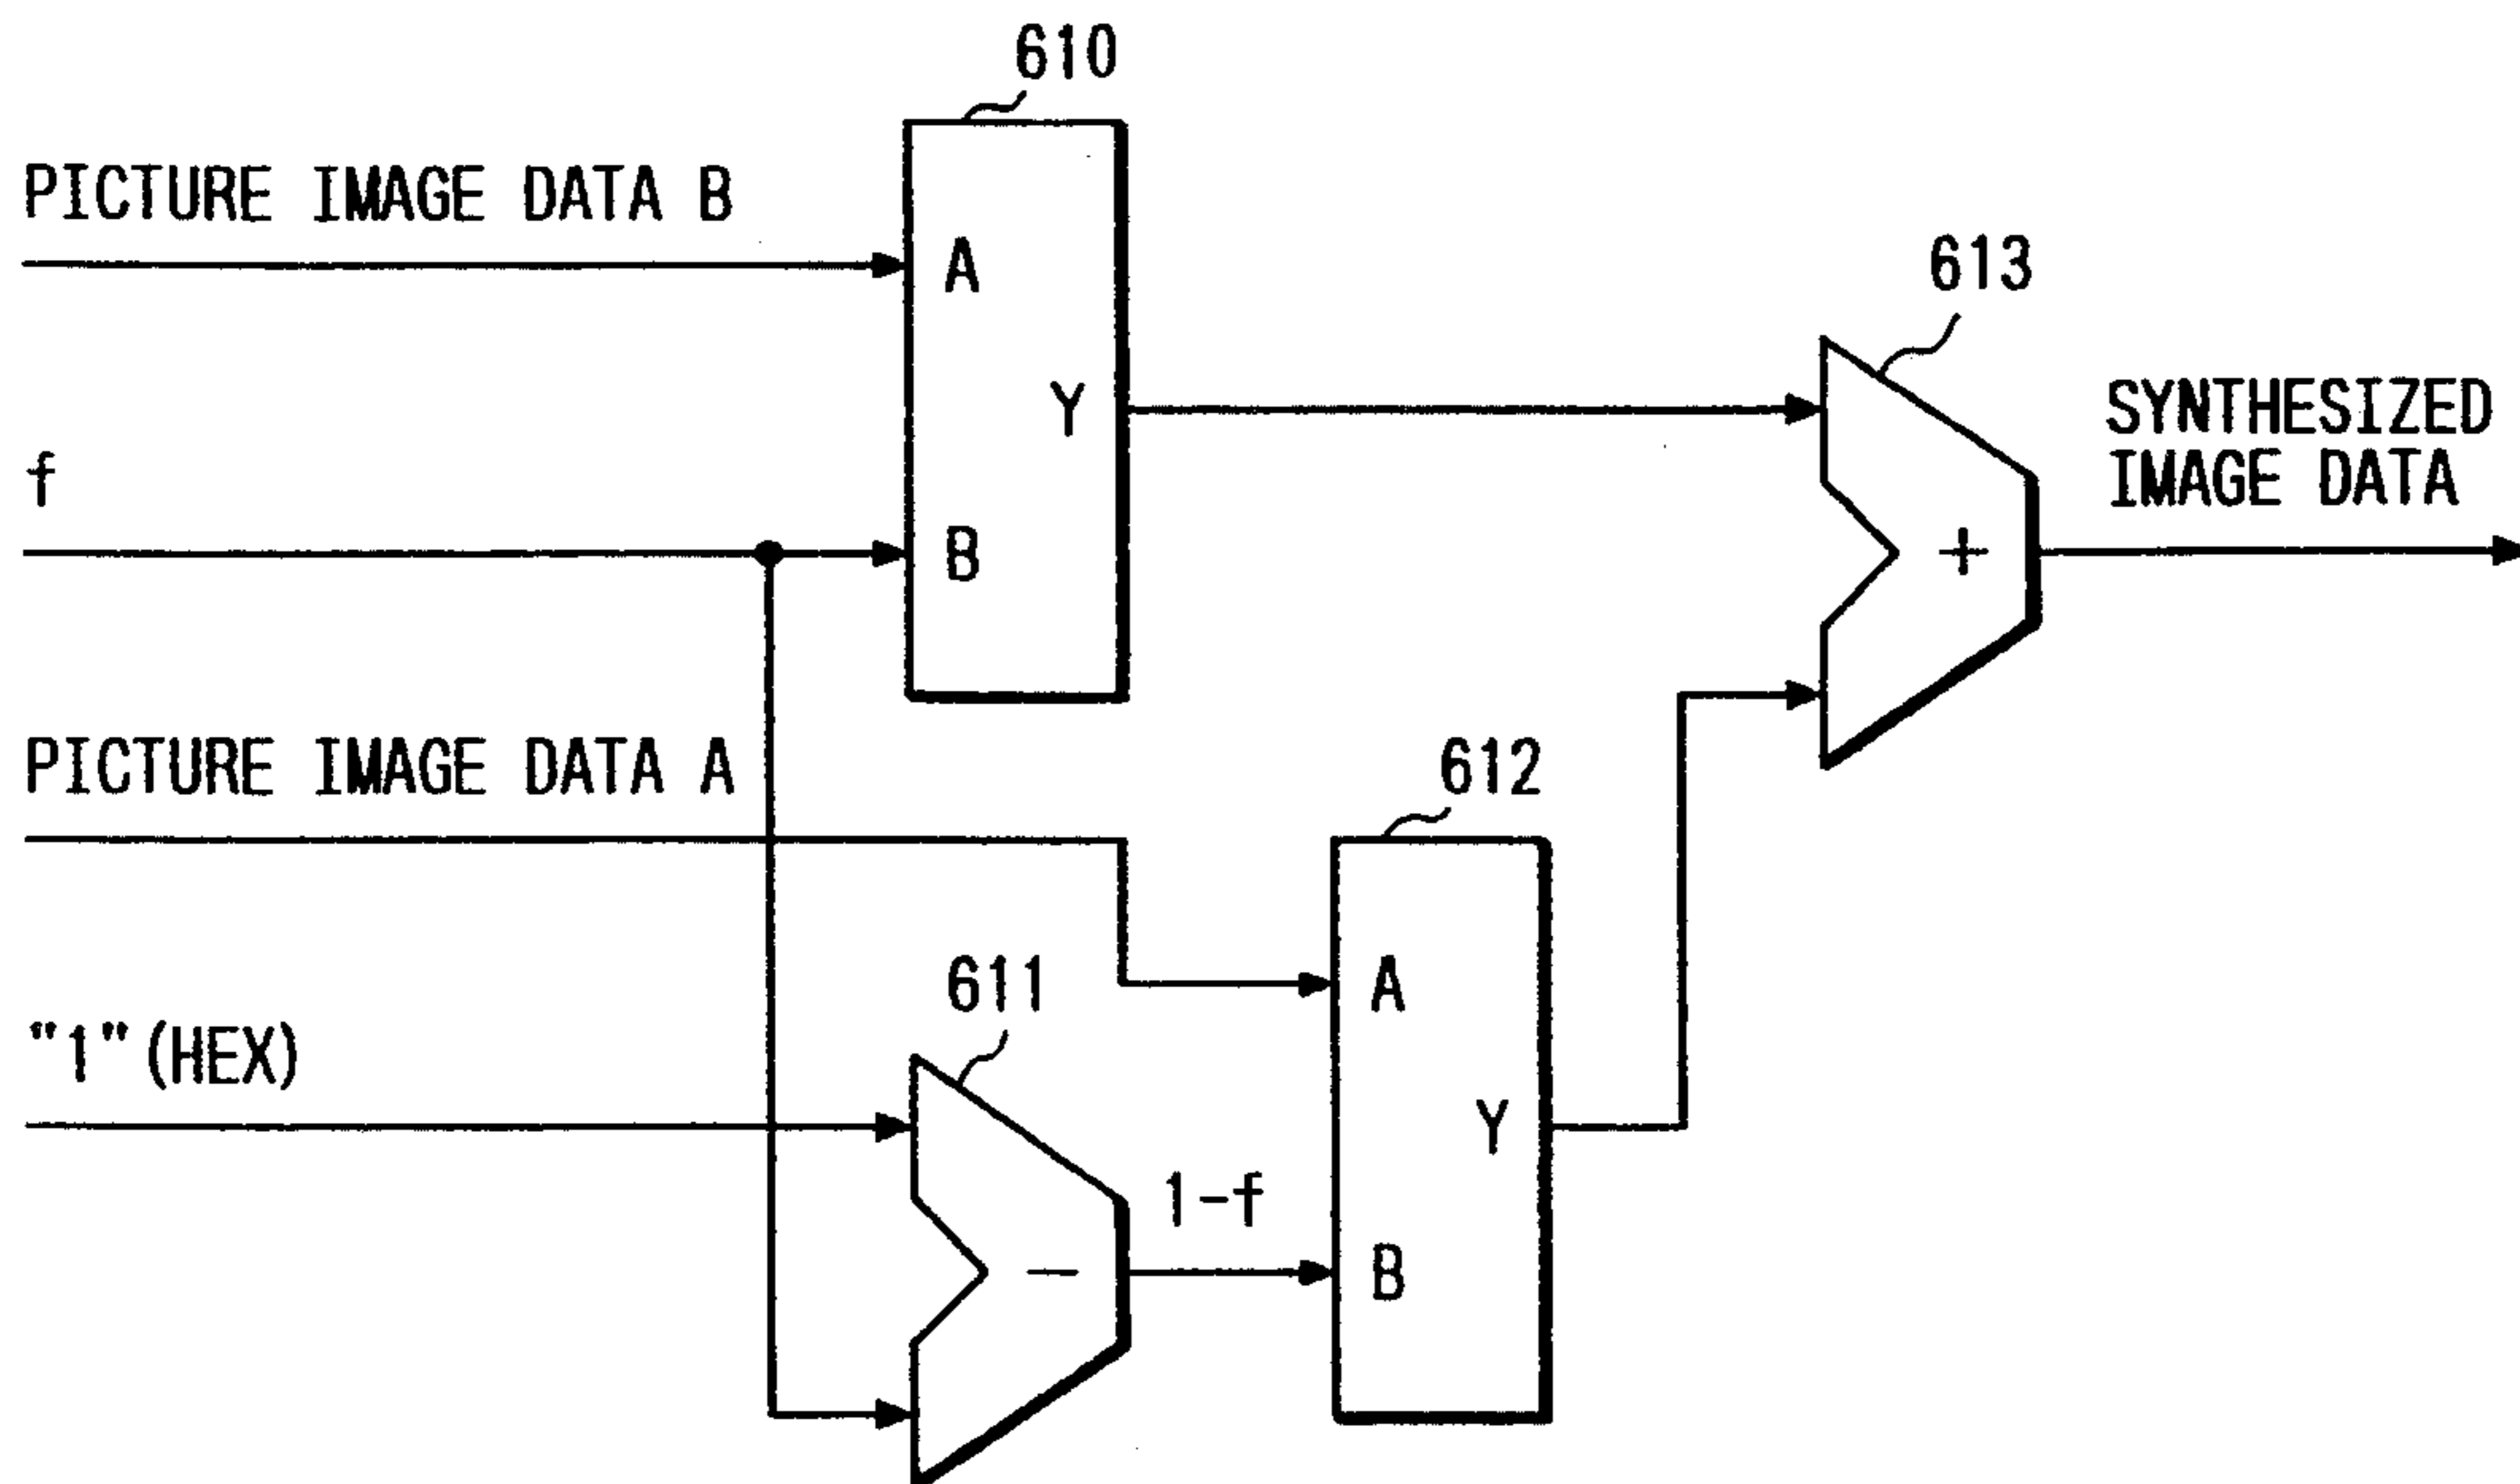 610
PICTURE IMAGE DATA B
A
613
Y
SYNTHESIZED
IMAGE DATA
f
B
+
PICTURE IMAGE DATA A
612
611
A
"1"(HEX)
Y
1-f
B
−